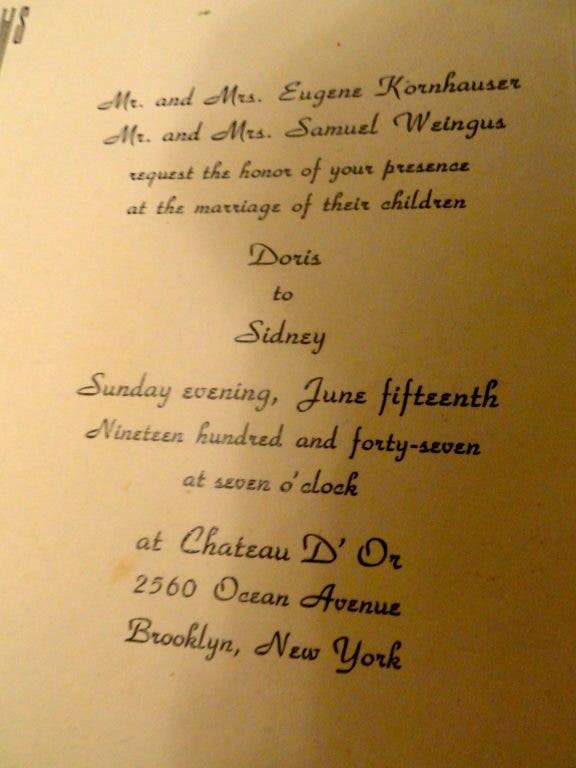 Mr. and Mrs. Eugene Kornhauser
Mr. and Mrs. Samuel Weingus
request the honor of your presence
at the marriage of their children
Doris
to
Sidney
Sunday evening, June fifteenth
Nineteen hundred and forty-seven
at seven o'clock
at Chateau D' Or
2560 Ocean Avenue
Brooklyn, New York